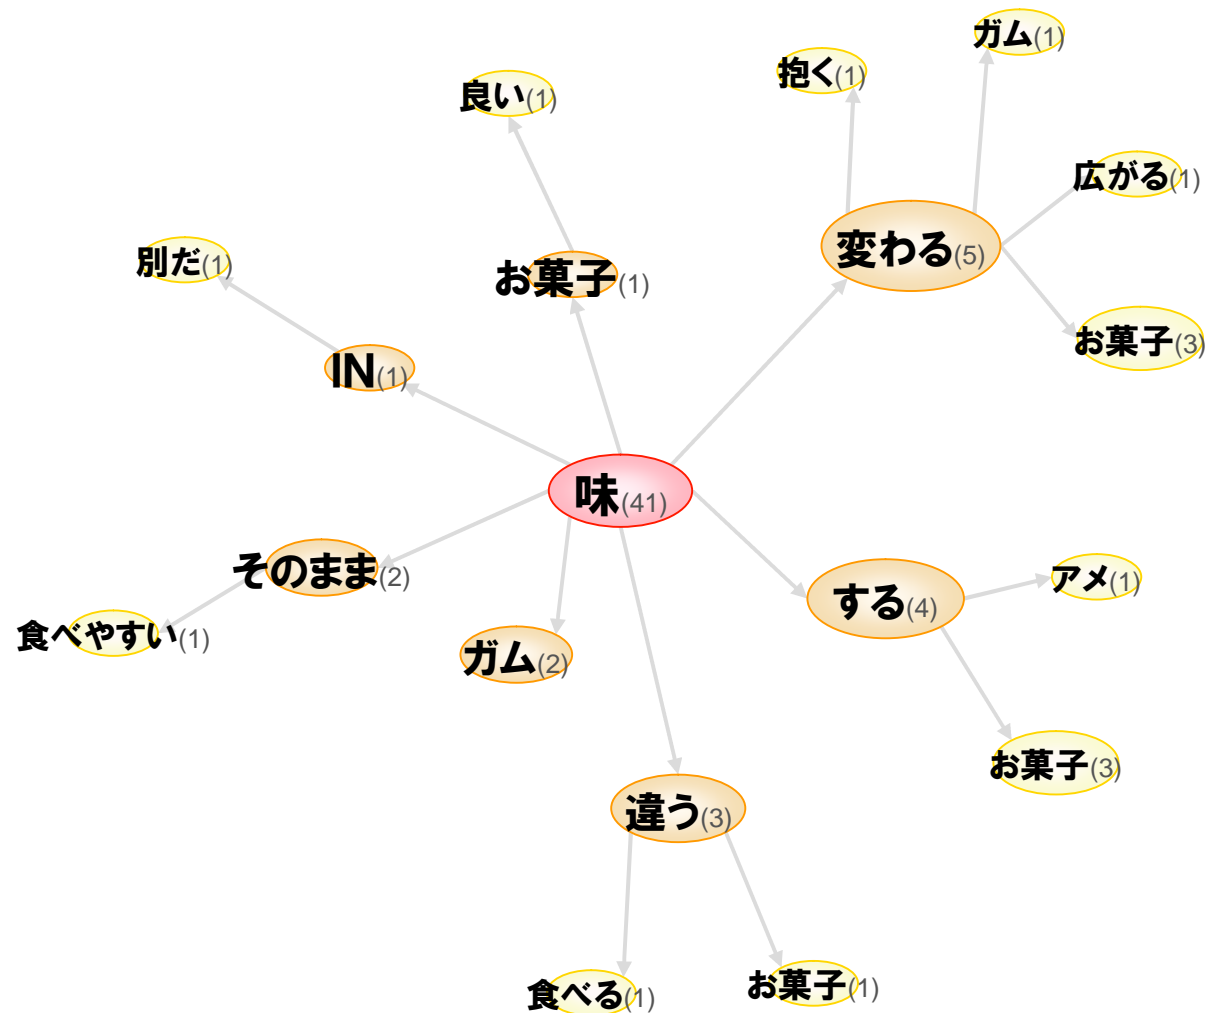 ガム(1)
抱く(1)
良い(1)
広がる(1)
変わる(5)
別だ(1)
お菓子(1)
お菓子(3)
IN(1)
味(41)
そのまま(2)
アメ(1)
する(4)
食べやすい(1)
ガム(2)
お菓子(3)
違う(3)
お菓子(1)
食べる(1)